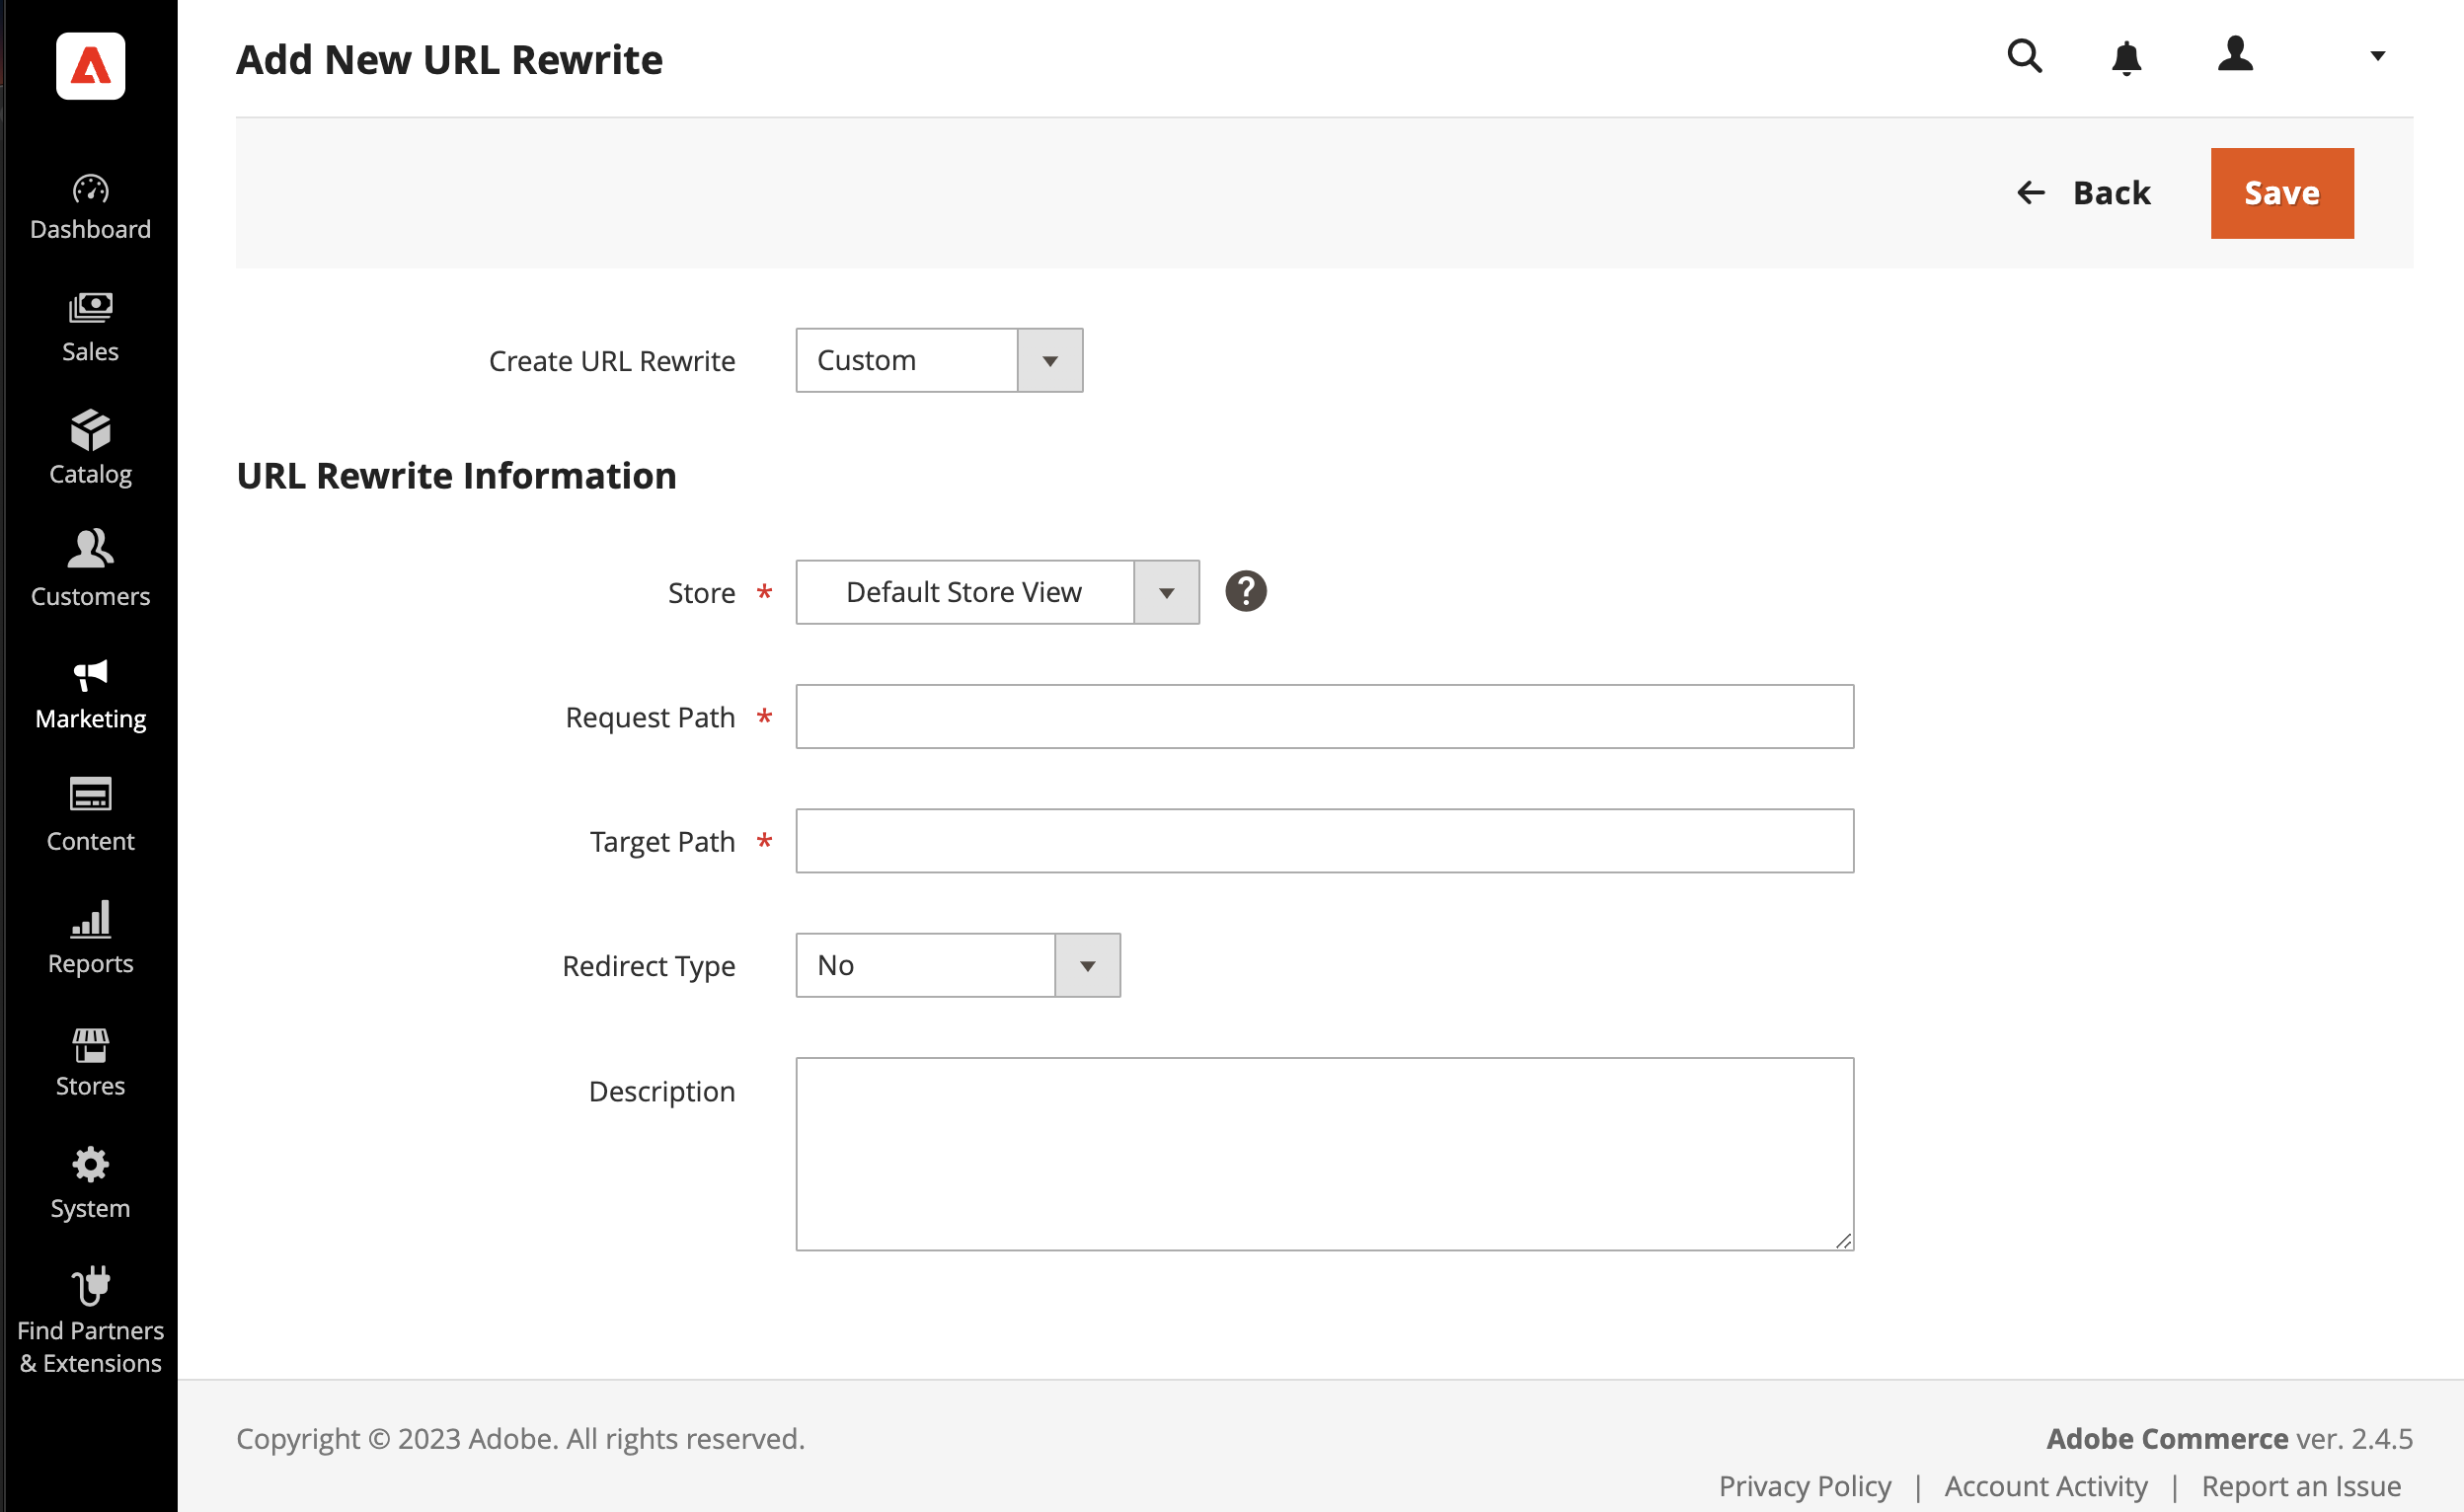 Add New URL Rewrite
Back
Save
Dashboard
Sales
Catalog
Customers
Marketing
Content
Reports
Stores
System
Find Partners
& Extensions
Create URL Rewrite
Custom
URL Rewrite Information
Store *
Default Store View
?
Request Path *
Target Path *
Redirect Type
No
Description
Copyright © 2023 Adobe. All rights reserved.
Adobe Commerce ver. 2.4.5
Privacy Policy | Account Activity | Report an Issue